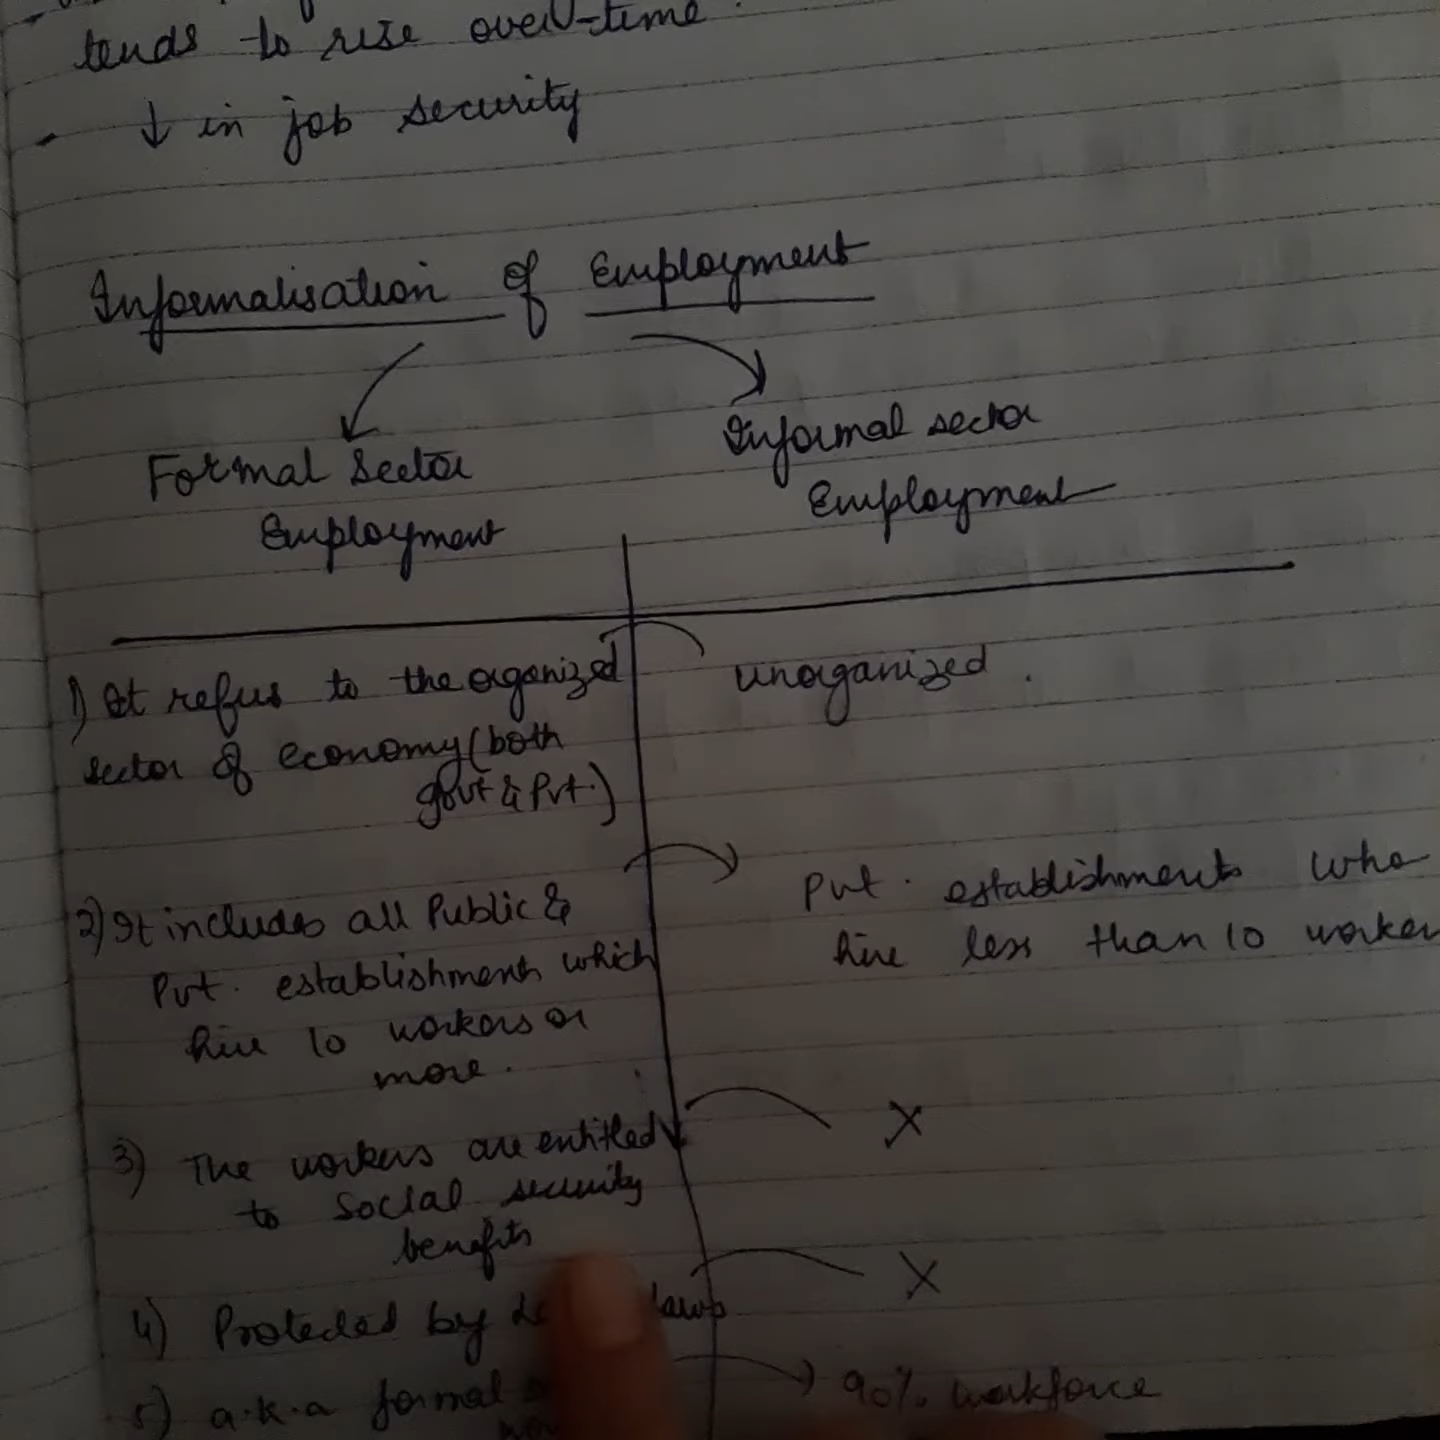 tends to rise over-time.
- ↓ in job security
Informalisation of Employment
Formal Sector
Employment
Informal sector
Employment
1) It refers to the organized
sector of economy (both
govt & Pvt.)
unorganized.
2) It includes all Public &
Pvt. establishments which
hire 10 workers or
more.
Pvt. establishments who
hire less than 10 worker
3) The workers are entitled
to Social security
benefits
X
4) Protected by laws
X
5) a.k.a formal
90% workforce